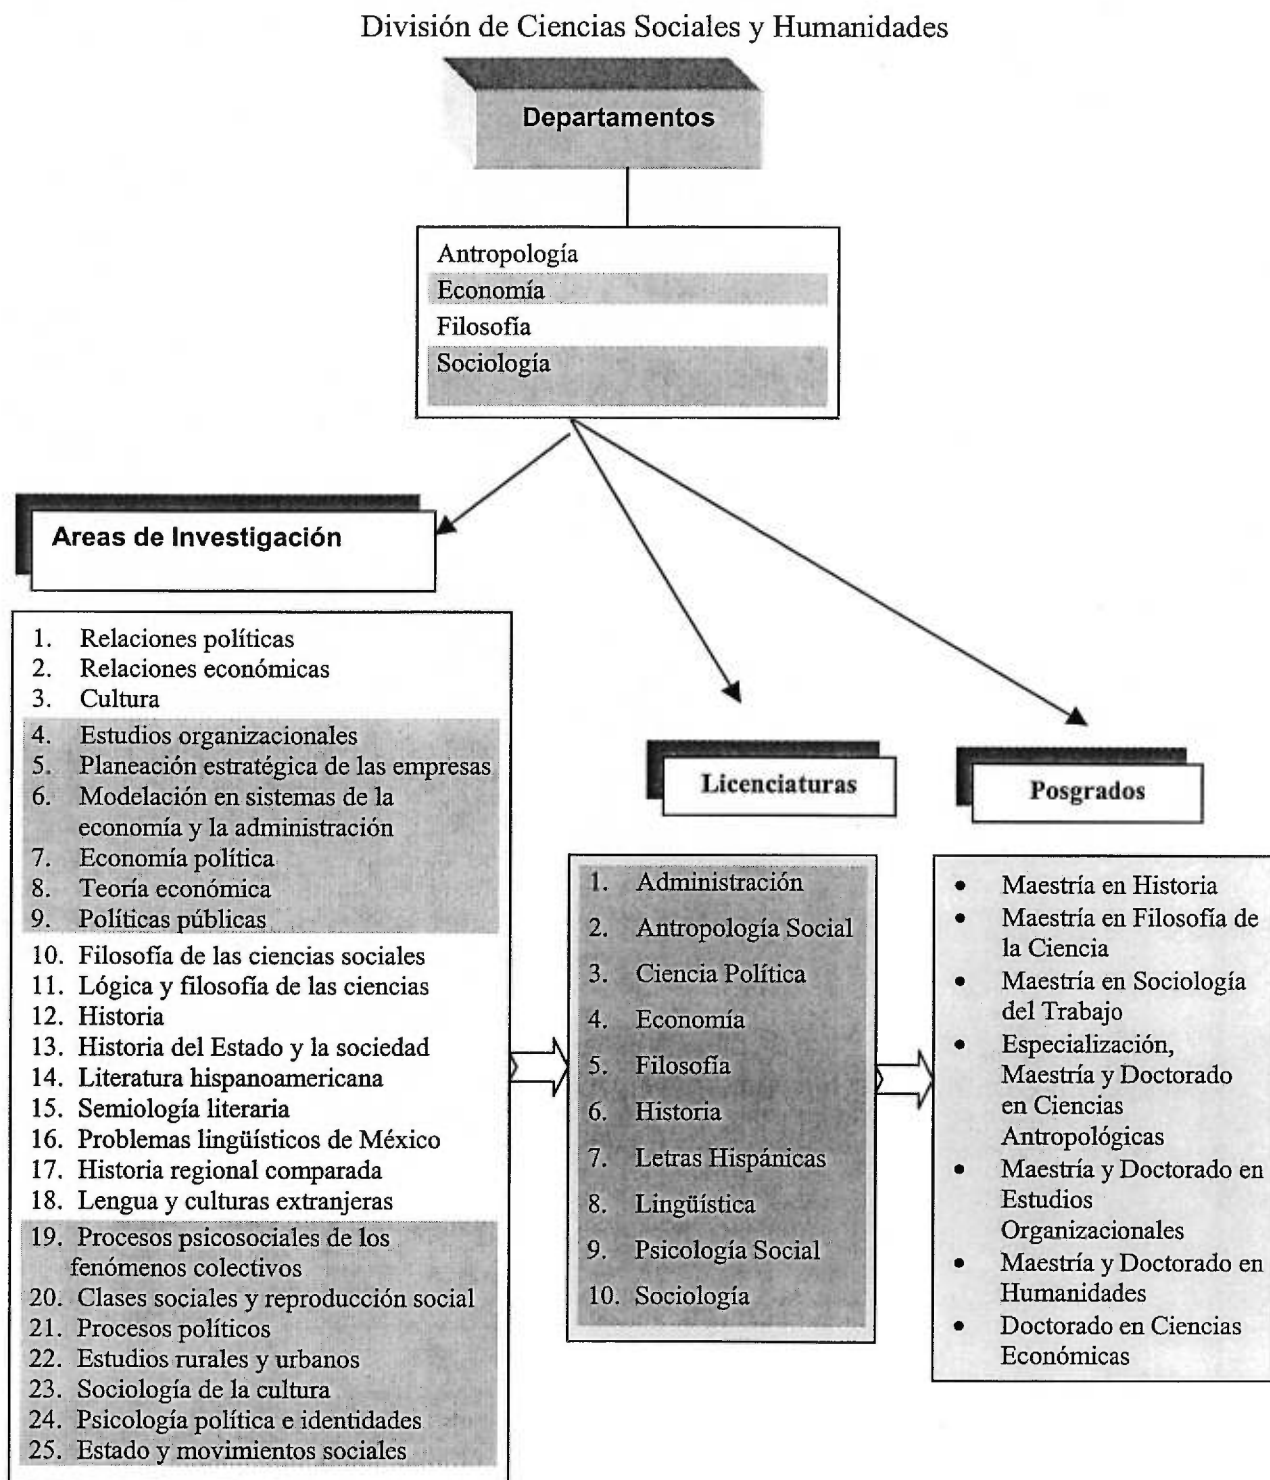 División de Ciencias Sociales y Humanidades
Departamentos
Antropología
Economía
Filosofía
Sociología
Areas de Investigación
1. Relaciones políticas
2. Relaciones económicas
3. Cultura
4. Estudios organizacionales
5. Planeación estratégica de las empresas
6. Modelación en sistemas de la
economía y la administración
7. Economía política
8. Teoría económica
9. Políticas públicas
10. Filosofía de las ciencias sociales
11. Lógica y filosofía de las ciencias
12. Historia
13. Historia del Estado y la sociedad
14. Literatura hispanoamericana
15. Semiología literaria
16. Problemas lingüísticos de México
17. Historia regional comparada
18. Lengua y culturas extranjeras
19. Procesos psicosociales de los
fenómenos colectivos
20. Clases sociales y reproducción social
21. Procesos políticos
22. Estudios rurales y urbanos
23. Sociología de la cultura
24. Psicología política e identidades
25. Estado y movimientos sociales
Licenciaturas
1. Administración
2. Antropología Social
3. Ciencia Política
4. Economía
5. Filosofía
6. Historia
7. Letras Hispánicas
8. Lingüística
9. Psicología Social
10. Sociología
Posgrados
• Maestría en Historia
• Maestría en Filosofía de
la Ciencia
• Maestría en Sociología
del Trabajo
• Especialización,
Maestría y Doctorado
en Ciencias
Antropológicas
• Maestría y Doctorado en
Estudios
Organizacionales
• Maestría y Doctorado en
Humanidades
• Doctorado en Ciencias
Económicas